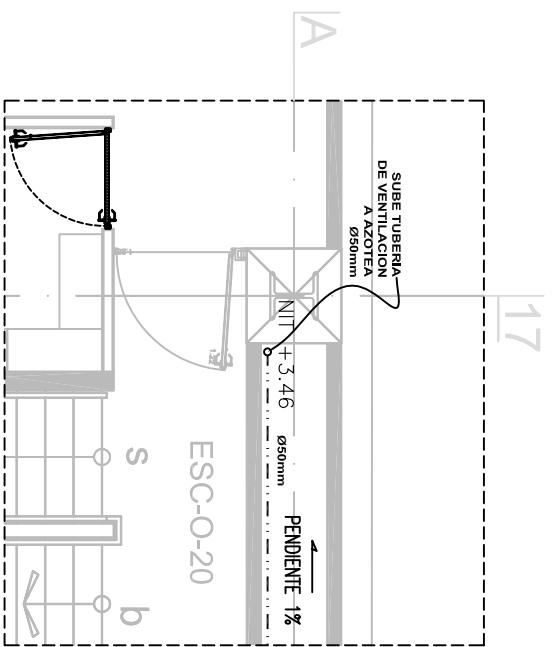 A
17
SUBE TUBERIA
DE VENTILACION
A AZOTEA
Ø50mm
NIT +3.46
Ø50mm
PENDIENTE 1%
ESC-O-20
s
b